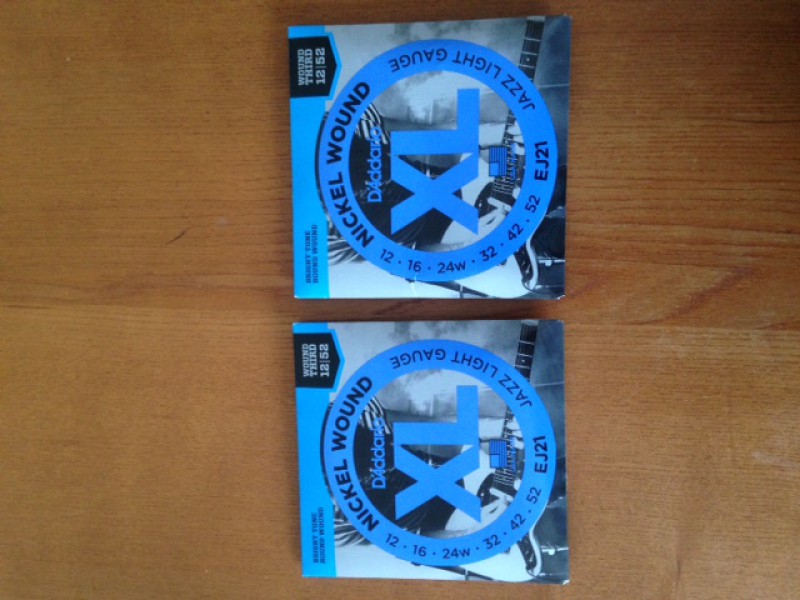 BRIGHT TONE
ROUND WOUND
WOUND
THIRD
12|52
NICKEL WOUND
JAZZ LIGHT GAUGE
D'Addario
XL
EJ21
12 · 16 · 24W · 32 · 42 · 52
BRIGHT TONE
ROUND WOUND
WOUND
THIRD
12|52
NICKEL WOUND
JAZZ LIGHT GAUGE
D'Addario
XL
EJ21
12 · 16 · 24W · 32 · 42 · 52